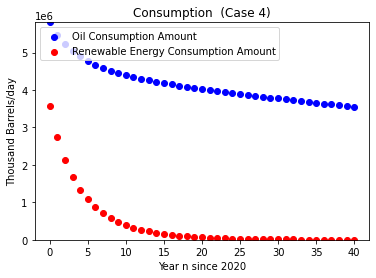 Consumption  (Case 4)
1e6
Oil Consumption Amount
Renewable Energy Consumption Amount
Thousand Barrels/day
5
4
3
2
1
0
0 5 10 15 20 25 30 35 40
Year n since 2020